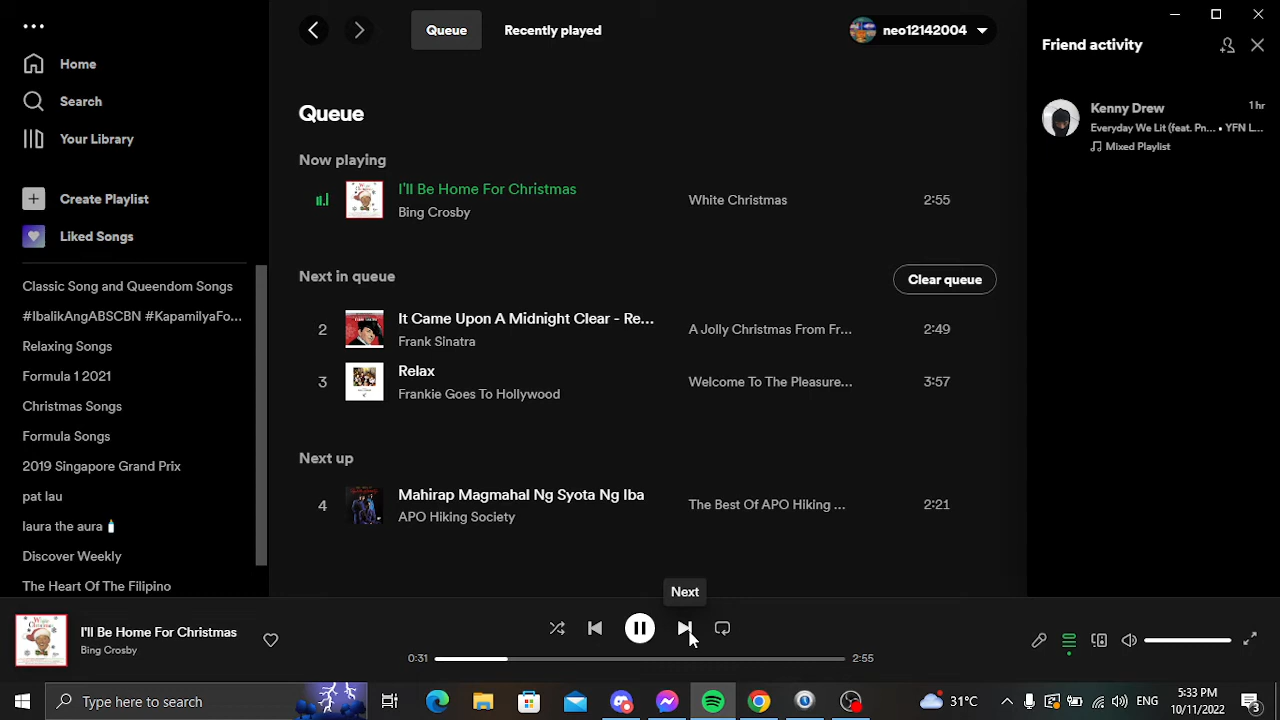 Home
Search
Your Library
Create Playlist
Liked Songs
Classic Song and Queendom Songs
#IbalikAngABSCBN #KapamilyaFo...
Relaxing Songs
Formula 1 2021
Christmas Songs
Formula Songs
2019 Singapore Grand Prix
pat lau
laura the aura
Discover Weekly
The Heart Of The Filipino
Queue
Recently played
neo12142004
Queue
Now playing
I'll Be Home For Christmas
Bing Crosby
White Christmas
2:55
Next in queue
Clear queue
2
It Came Upon A Midnight Clear - Re...
Frank Sinatra
A Jolly Christmas From Fr...
2:49
3
Relax
Frankie Goes To Hollywood
Welcome To The Pleasure...
3:57
Next up
4
Mahirap Magmahal Ng Syota Ng Iba
APO Hiking Society
The Best Of APO Hiking ...
2:21
Friend activity
Kenny Drew
1 hr
Everyday We Lit (feat. Pn... • YFN L...
Mixed Playlist
Next
I'll Be Home For Christmas
Bing Crosby
0:31
2:55
Type here to search
31°C
ENG
5:33 PM
10/11/2022
3